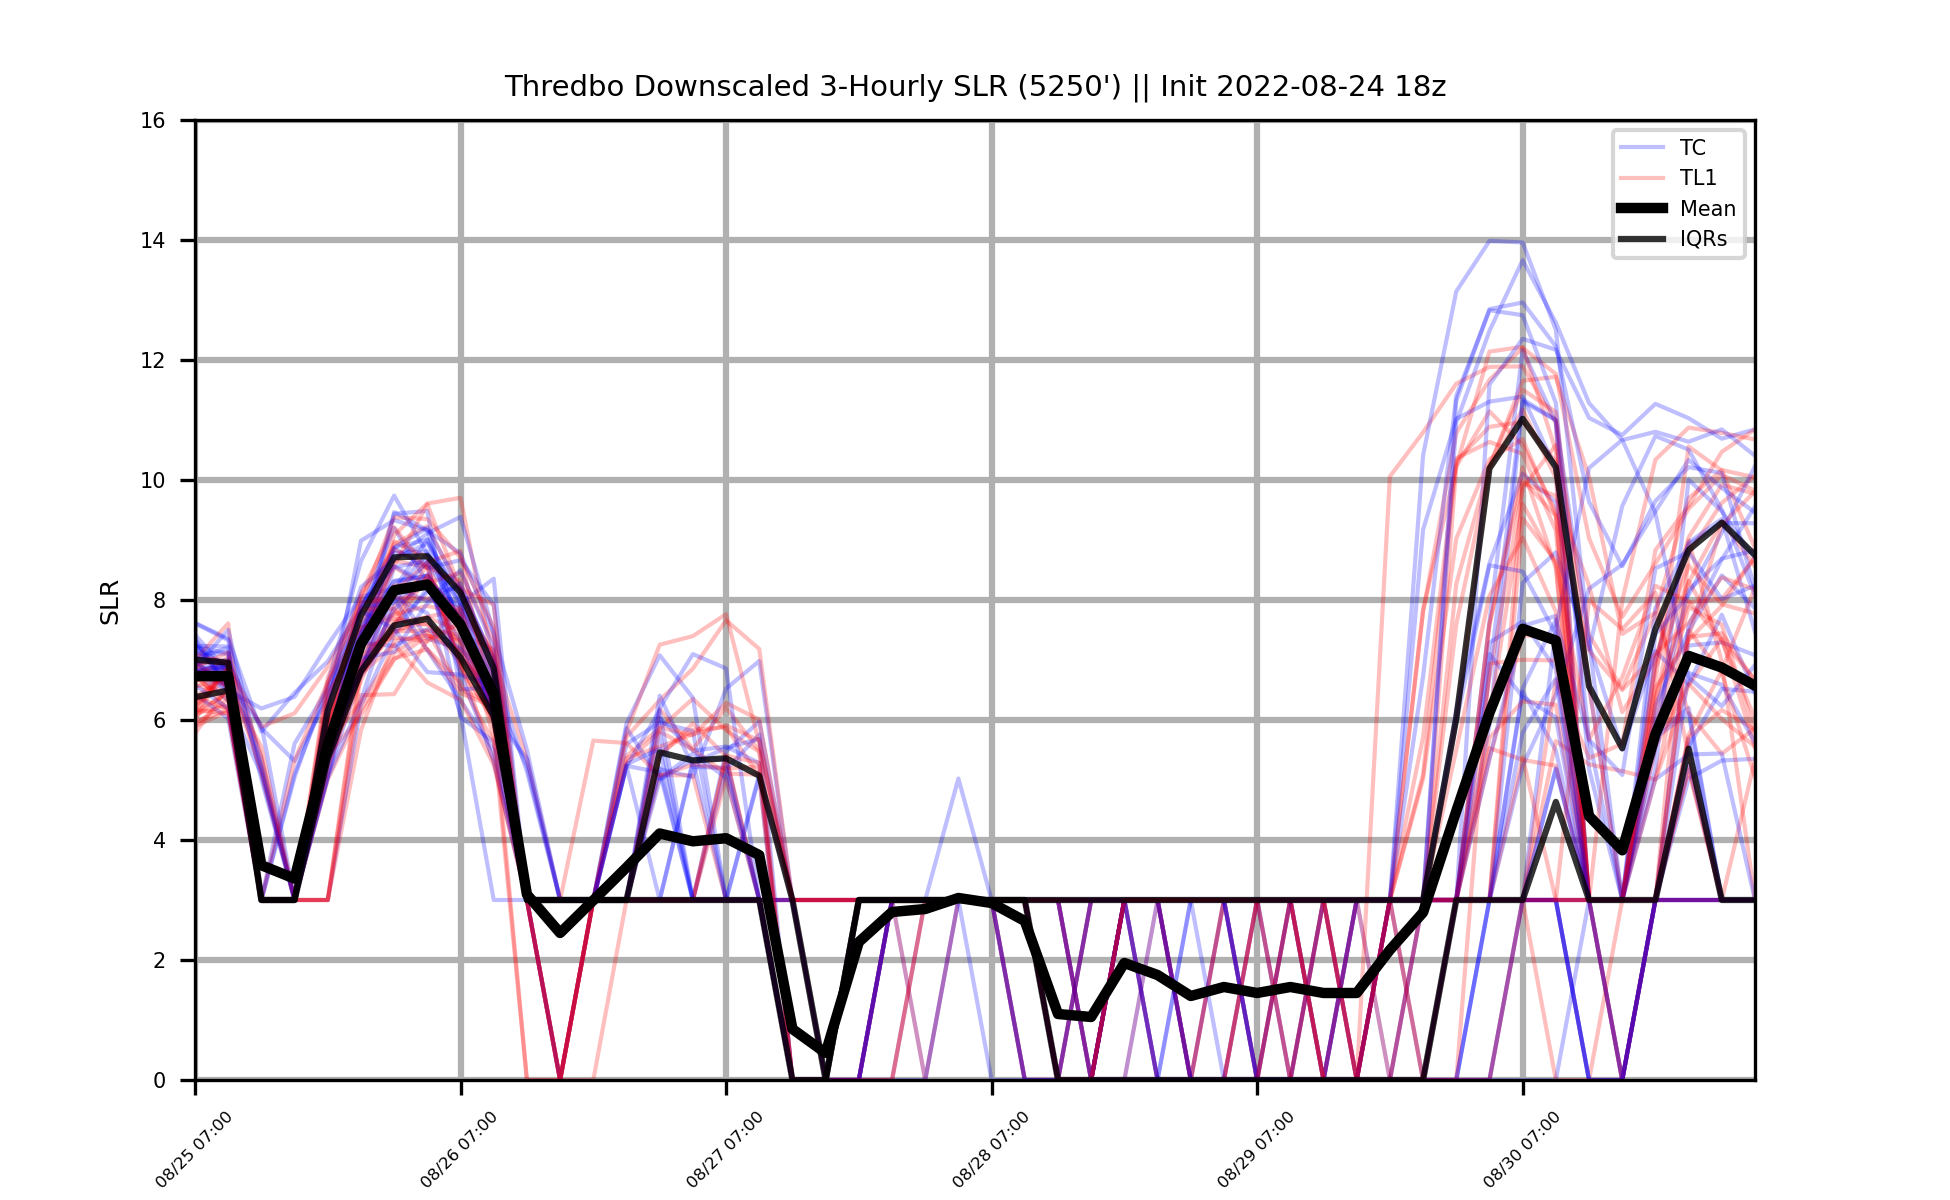 Thredbo Downscaled 3-Hourly SLR (5250') || Init 2022-08-24 18z
16
14
12
10
8
6
4
2
0
SLR
TC
TL1
Mean
IQRs
08/25 07:00
08/26 07:00
08/27 07:00
08/28 07:00
08/29 07:00
08/30 07:00